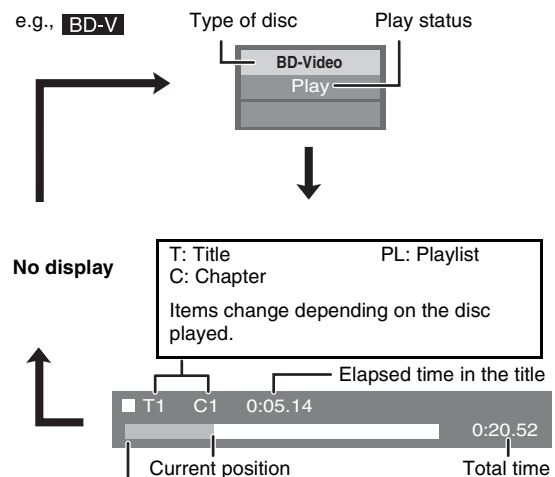 e.g., BD-V
Type of disc
Play status
BD-Video
Play
No display
T: Title PL: Playlist
C: Chapter
Items change depending on the disc
played.
Elapsed time in the title
T1 C1 0:05.14
0:20.52
Current position
Total time